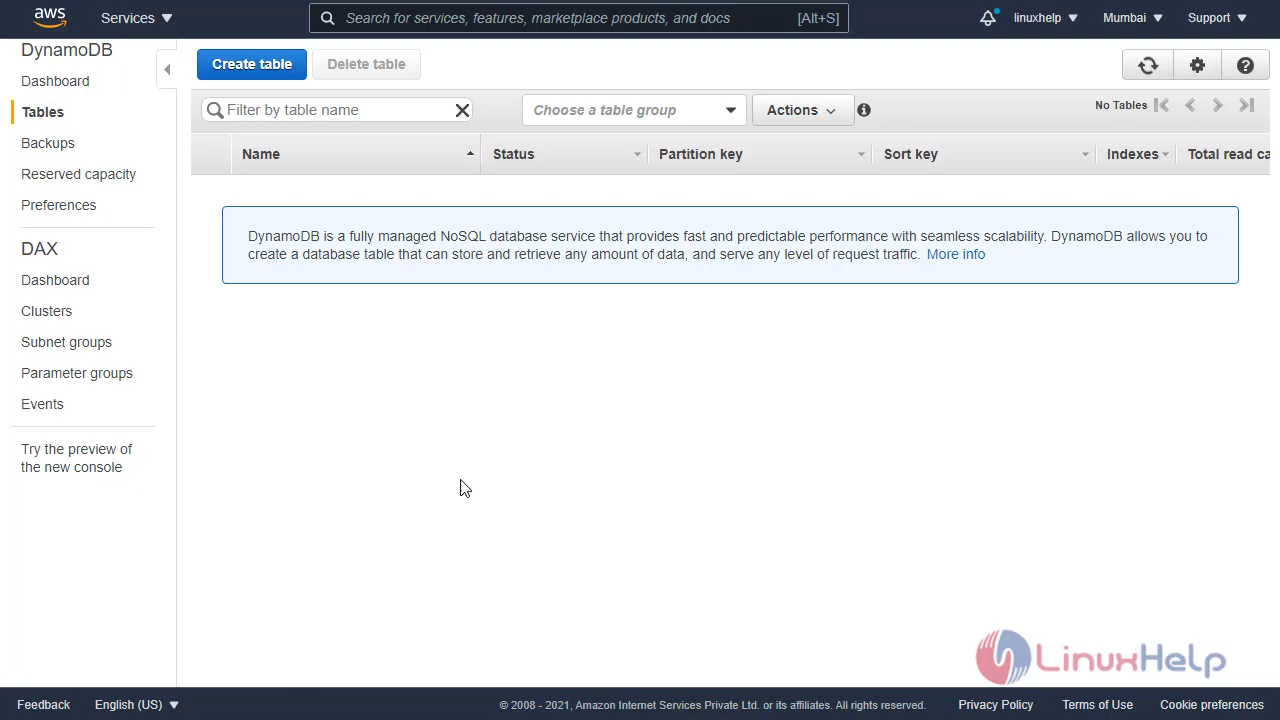 aws Services Search for services, features, marketplace products, and docs [Alt+S] linuxhelp Mumbai Support
DynamoDB
Dashboard
Tables
Backups
Reserved capacity
Preferences
DAX
Dashboard
Clusters
Subnet groups
Parameter groups
Events
Try the preview of
the new console
Create table Delete table
Filter by table name Choose a table group Actions No Tables
Name Status Partition key Sort key Indexes Total read ca
DynamoDB is a fully managed NoSQL database service that provides fast and predictable performance with seamless scalability. DynamoDB allows you to
create a database table that can store and retrieve any amount of data, and serve any level of request traffic. More info
LinuxHelp
Feedback English (US) © 2008 - 2021, Amazon Internet Services Private Ltd. or its affiliates. All rights reserved. Privacy Policy Terms of Use Cookie preferences